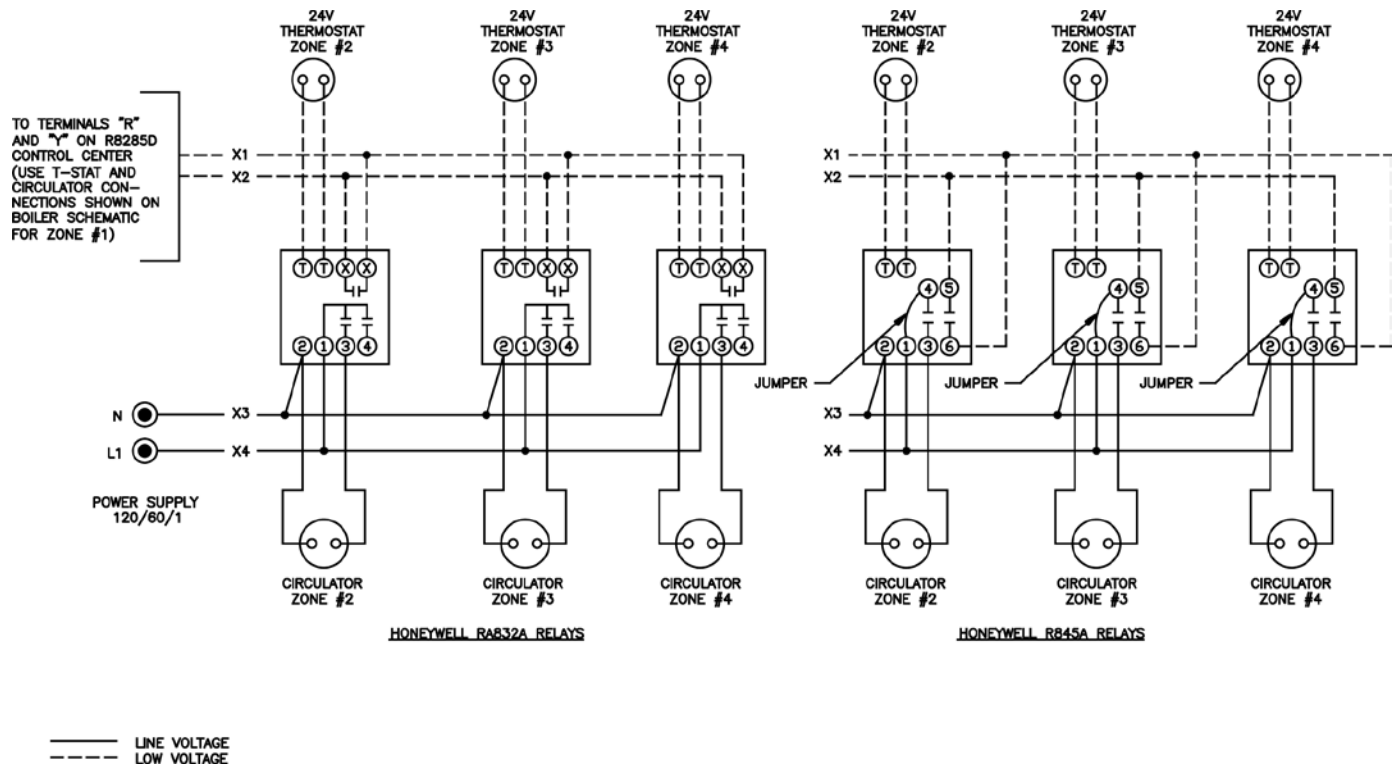 24V
THERMOSTAT
ZONE #2
24V
THERMOSTAT
ZONE #3
24V
THERMOSTAT
ZONE #4
24V
THERMOSTAT
ZONE #2
24V
THERMOSTAT
ZONE #3
24V
THERMOSTAT
ZONE #4
TO TERMINALS "R"
AND "Y" ON R8285D
CONTROL CENTER
(USE T-STAT AND
CIRCULATOR CON-
NECTIONS SHOWN ON
BOILER SCHEMATIC
FOR ZONE #1)
X1
X2
X1
X2
T T X X
T T X X
T T X X
T T
T T
T T
4 5
4 5
4 5
2 1 3 4
2 1 3 4
2 1 3 4
2 1 3 6
2 1 3 6
2 1 3 6
JUMPER
JUMPER
JUMPER
N
X3
X3
L1
X4
X4
POWER SUPPLY
120/60/1
CIRCULATOR
ZONE #2
CIRCULATOR
ZONE #3
CIRCULATOR
ZONE #4
CIRCULATOR
ZONE #2
CIRCULATOR
ZONE #3
CIRCULATOR
ZONE #4
HONEYWELL RA832A RELAYS
HONEYWELL R845A RELAYS
LINE VOLTAGE
LOW VOLTAGE